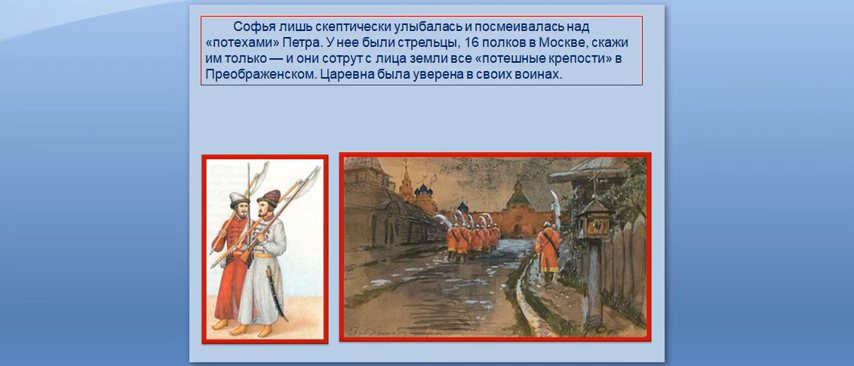 Софья лишь скептически улыбалась и посмеивалась над
«потехами» Петра. У нее были стрельцы, 16 полков в Москве, скажи
им только — и они сотрут с лица земли все «потешные крепости» в
Преображенском. Царевна была уверена в своих воинах.